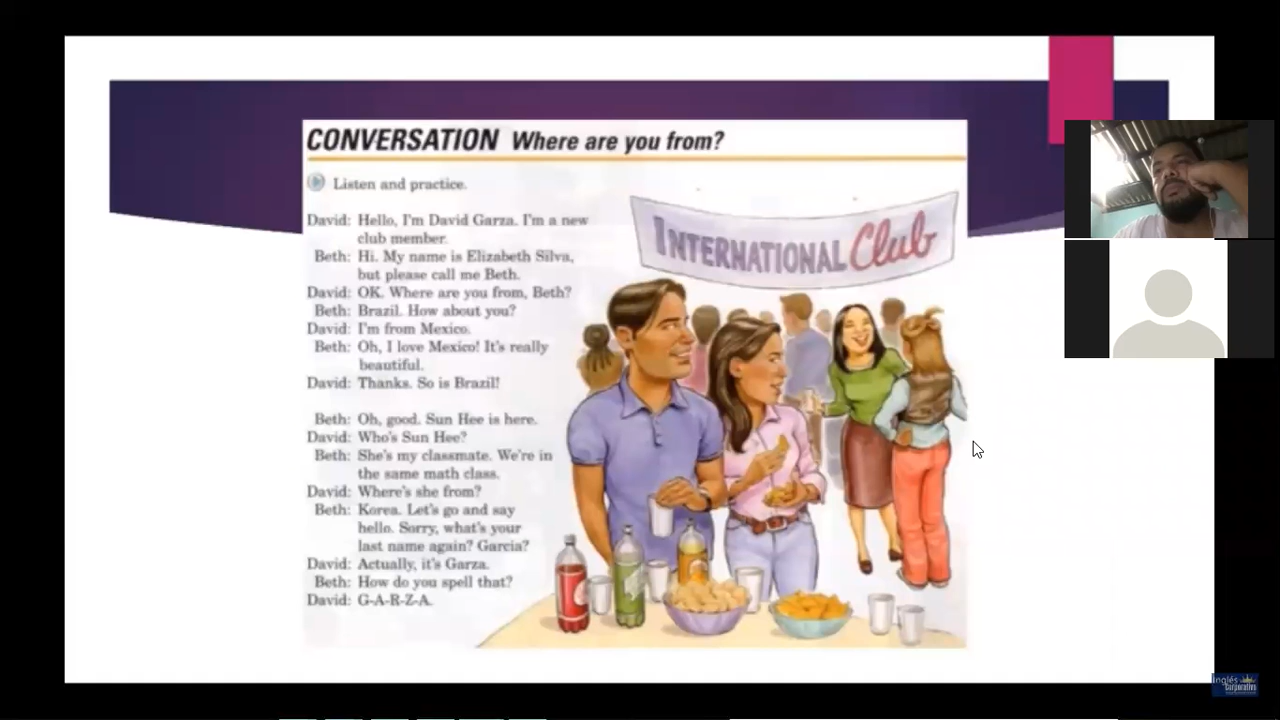 CONVERSATION Where are you from?
Listen and practice.
David: Hello, I'm David Garza. I'm a new
club member.
Beth: Hi. My name is Elizabeth Silva,
but please call me Beth.
David: OK. Where are you from, Beth?
Beth: Brazil. How about you?
David: I'm from Mexico.
Beth: Oh, I love Mexico! It's really
beautiful.
David: Thanks. So is Brazil!
Beth: Oh, good. Sun Hee is here.
David: Who's Sun Hee?
Beth: She's my classmate. We're in
the same math class.
David: Where's she from?
Beth: Korea. Let's go and say
hello. Sorry, what's your
last name again? Garcia?
David: Actually, it's Garza.
Beth: How do you spell that?
David: G-A-R-Z-A.
INTERNATIONAL Club
Inglés
Corporativo